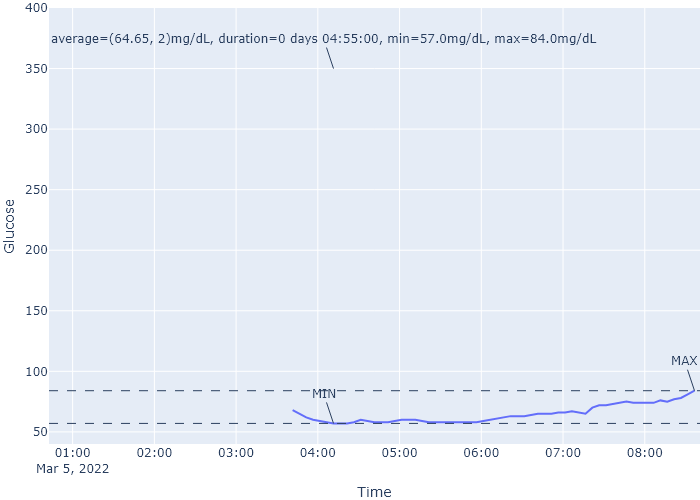 400
average=(64.65, 2)mg/dL, duration=0 days 04:55:00, min=57.0mg/dL, max=84.0mg/dL
350
300
250
Glucose
200
150
100
MAX
MIN
50
01:00 02:00 03:00 04:00 05:00 06:00 07:00 08:00
Mar 5, 2022
Time